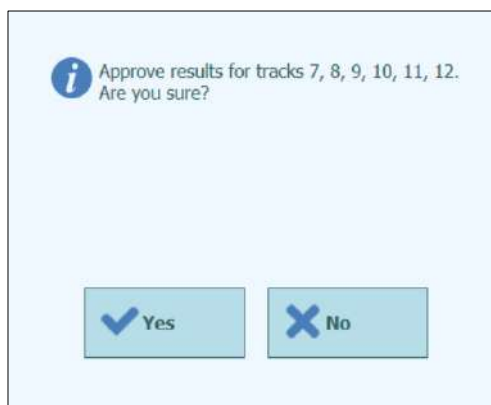 Approve results for tracks 7, 8, 9, 10, 11, 12.
Are you sure?
Yes
No